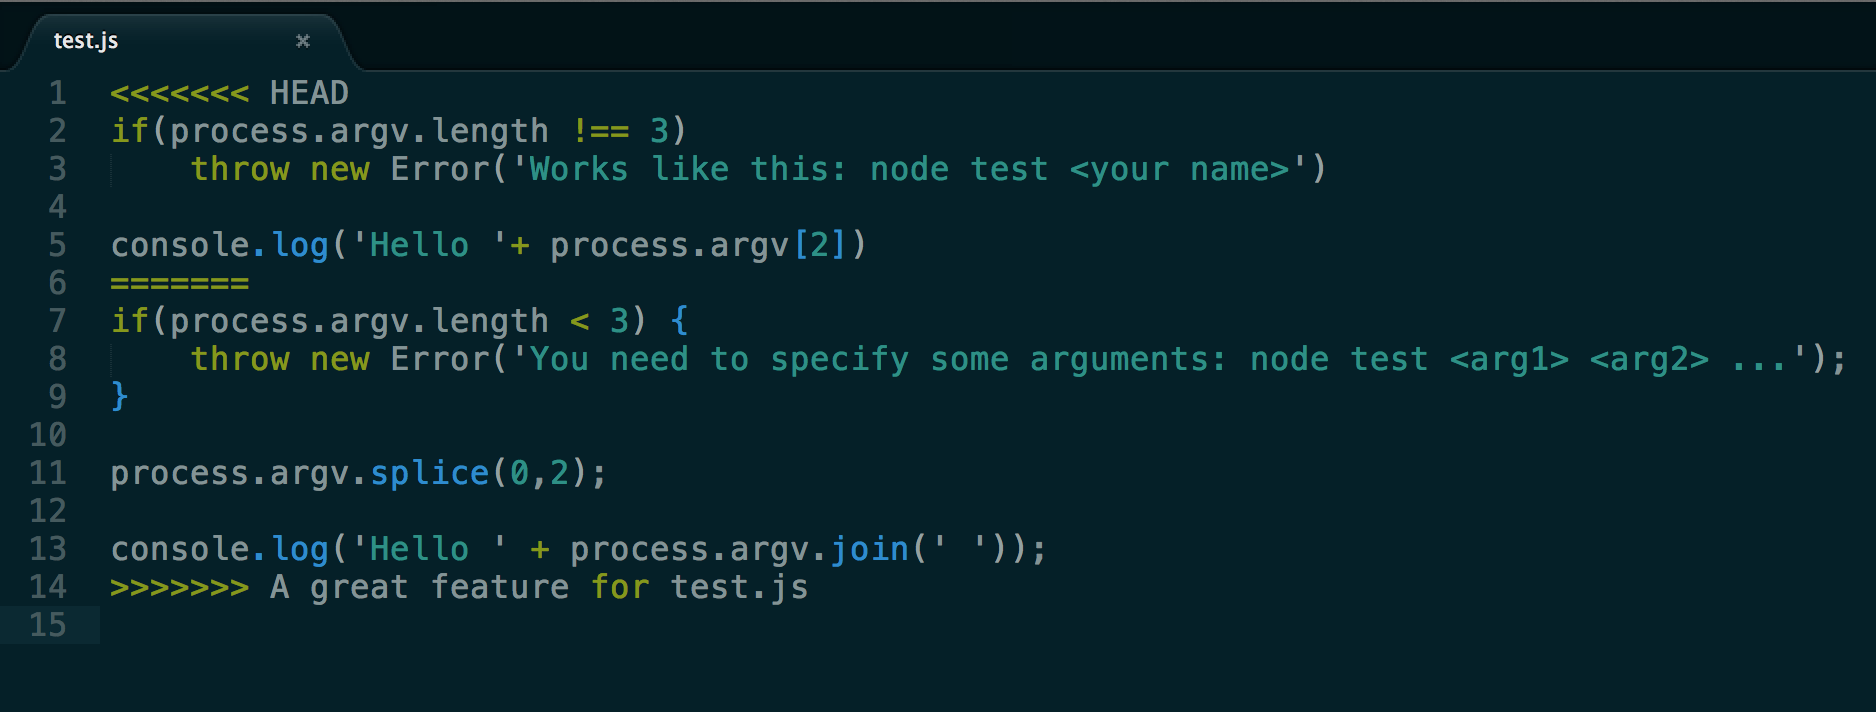 test.js ×
1 <<<<<<< HEAD
2 if(process.argv.length !== 3)
3     throw new Error('Works like this: node test <your name>')
4
5 console.log('Hello '+ process.argv[2])
6 =======
7 if(process.argv.length < 3) {
8     throw new Error('You need to specify some arguments: node test <arg1> <arg2> ...');
9 }
10
11 process.argv.splice(0,2);
12
13 console.log('Hello ' + process.argv.join(' '));
14 >>>>>>> A great feature for test.js
15